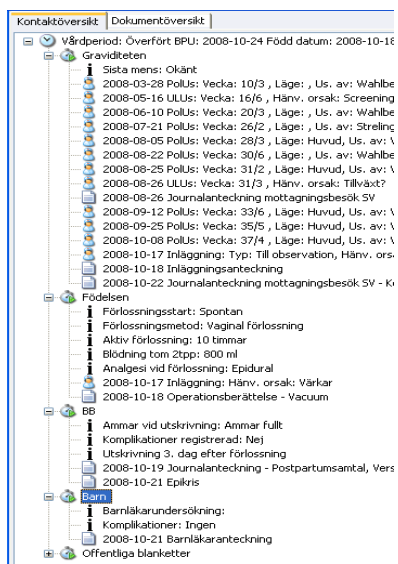 Kontaktöversikt Dokumentöversikt
Vårdperiod: Överfört BPU: 2008-10-24 Född datum: 2008-10-18
Graviditeten
Sista mens: Okänt
2008-03-28 PolUs: Vecka: 10/3 , Läge: , Us. av: Wahlbe
2008-05-16 ULUs: Vecka: 16/6 , Hänv. orsak: Screening
2008-06-10 PolUs: Vecka: 20/3 , Läge: , Us. av: Wahlbe
2008-07-21 PolUs: Vecka: 26/2 , Läge: , Us. av: Streling
2008-08-05 PolUs: Vecka: 28/3 , Läge: Huvud, Us. av: V
2008-08-22 PolUs: Vecka: 30/6 , Läge: , Us. av: Wahlbe
2008-08-25 PolUs: Vecka: 31/2 , Läge: Huvud, Us. av: V
2008-08-26 ULUs: Vecka: 31/3 , Hänv. orsak: Tillväxt?
2008-08-26 Journalanteckning mottagningsbesök SV
2008-09-12 PolUs: Vecka: 33/6 , Läge: Huvud, Us. av: V
2008-09-25 PolUs: Vecka: 35/5 , Läge: Huvud, Us. av: V
2008-10-08 PolUs: Vecka: 37/4 , Läge: Huvud, Us. av: V
2008-10-17 Inläggning: Typ: Till observation, Hänv. ors
2008-10-18 Inläggningsanteckning
2008-10-22 Journalanteckning mottagningsbesök SV - K
Födelsen
Förlossningsstart: Spontan
Förlossningsmetod: Vaginal förlossning
Aktiv förlossning: 10 timmar
Blödning tom 2tpp: 800 ml
Analgesi vid förlossning: Epidural
2008-10-17 Inläggning: Hänv. orsak: Värkar
2008-10-18 Operationsberättelse - Vacuum
BB
Ammar vid utskrivning: Ammar fullt
Komplikationer registrerad: Nej
Utskrivning 3. dag efter förlossning
2008-10-19 Journalanteckning - Postpartumsamtal, Vers
2008-10-21 Epikris
Barn
Barnläkarundersökning:
Komplikationer: Ingen
2008-10-21 Barnläkaranteckning
Offentliga blanketter